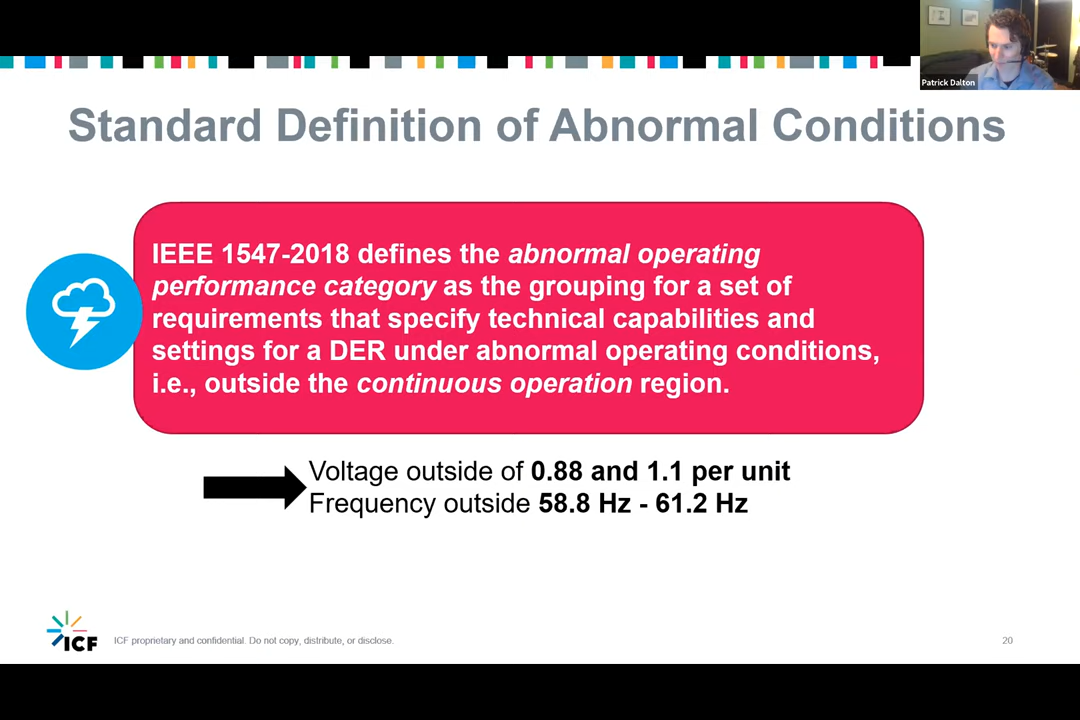 Patrick Dalton
Standard Definition of Abnormal Conditions
IEEE 1547-2018 defines the abnormal operating
performance category as the grouping for a set of
requirements that specify technical capabilities and
settings for a DER under abnormal operating conditions,
i.e., outside the continuous operation region.
Voltage outside of 0.88 and 1.1 per unit
Frequency outside 58.8 Hz - 61.2 Hz
ICF
ICF proprietary and confidential. Do not copy, distribute, or disclose.
20